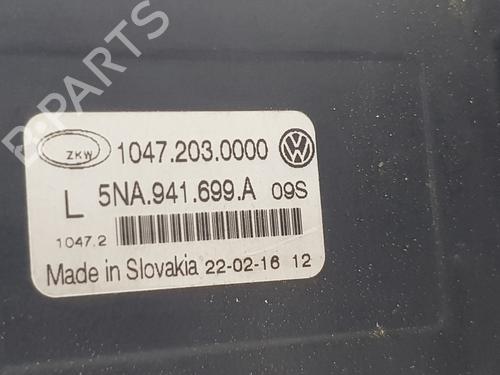 B-PARTS
ZKW 1047.203.0000
L 5NA.941.699.A 09S
1047.2
Made in Slovakia 22-02-16 12